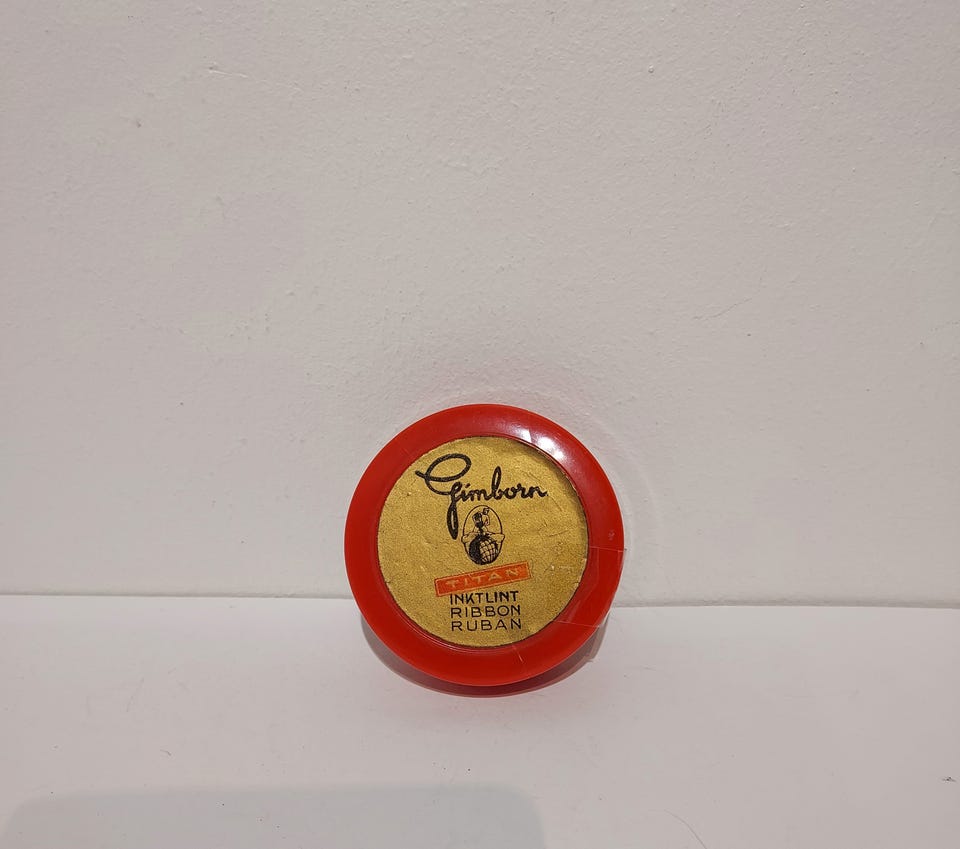 Gimborn
TITAN
INKTLINT
RIBBON
RUBAN